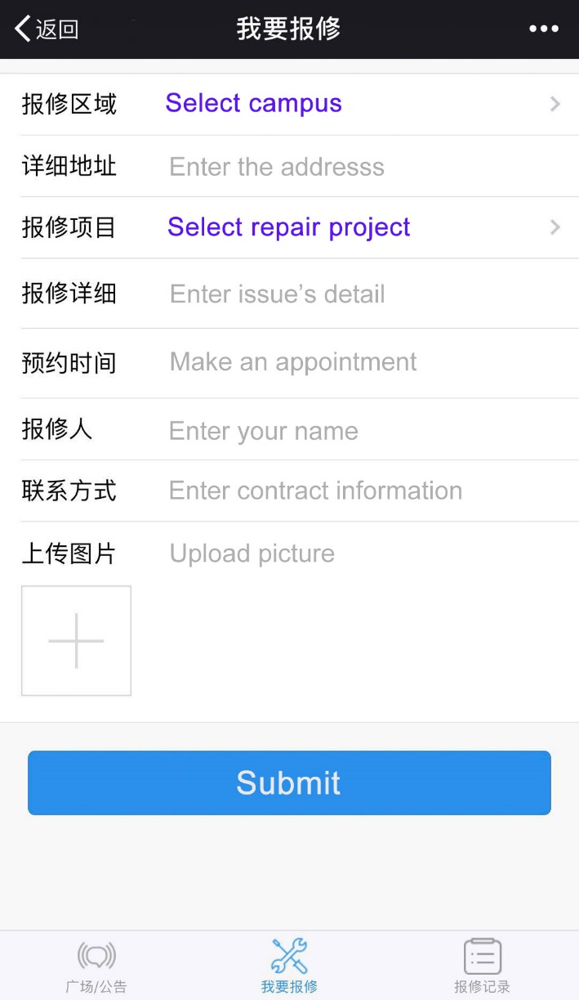 返回 我要报修
报修区域 Select campus
详细地址 Enter the addresss
报修项目 Select repair project
报修详细 Enter issue’s detail
预约时间 Make an appointment
报修人 Enter your name
联系方式 Enter contract information
上传图片 Upload picture
Submit
广场/公告 我要报修 报修记录